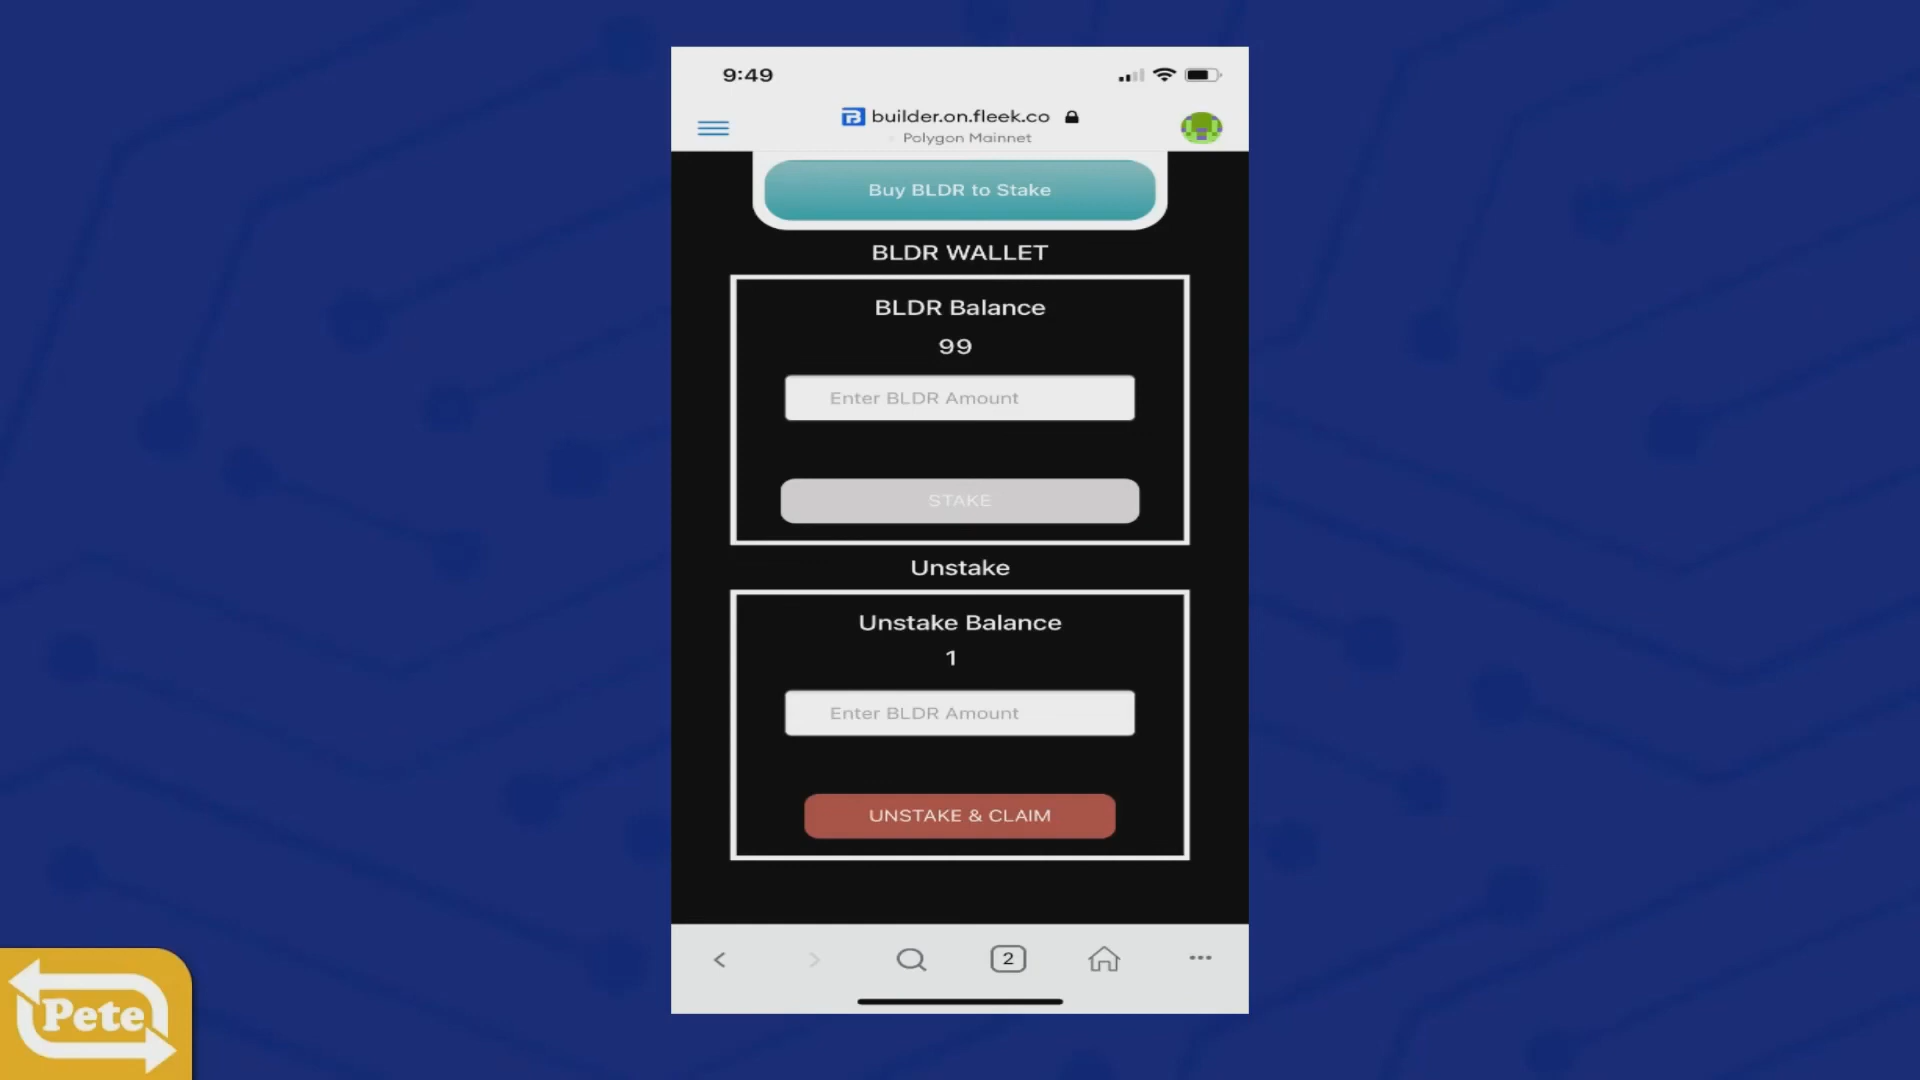 9:49
builder.on.fleek.co
Polygon Mainnet
Buy BLDR to Stake
BLDR WALLET
BLDR Balance
99
Enter BLDR Amount
STAKE
Unstake
Unstake Balance
1
Enter BLDR Amount
UNSTAKE & CLAIM
2
Pete